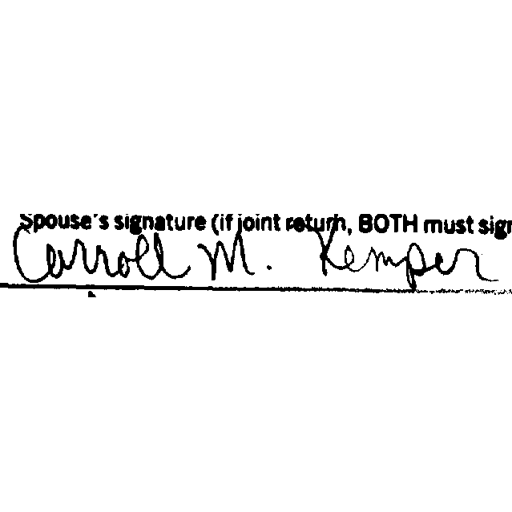 Spouse's signature (if joint return, BOTH must sign
Carroll M. Kemper